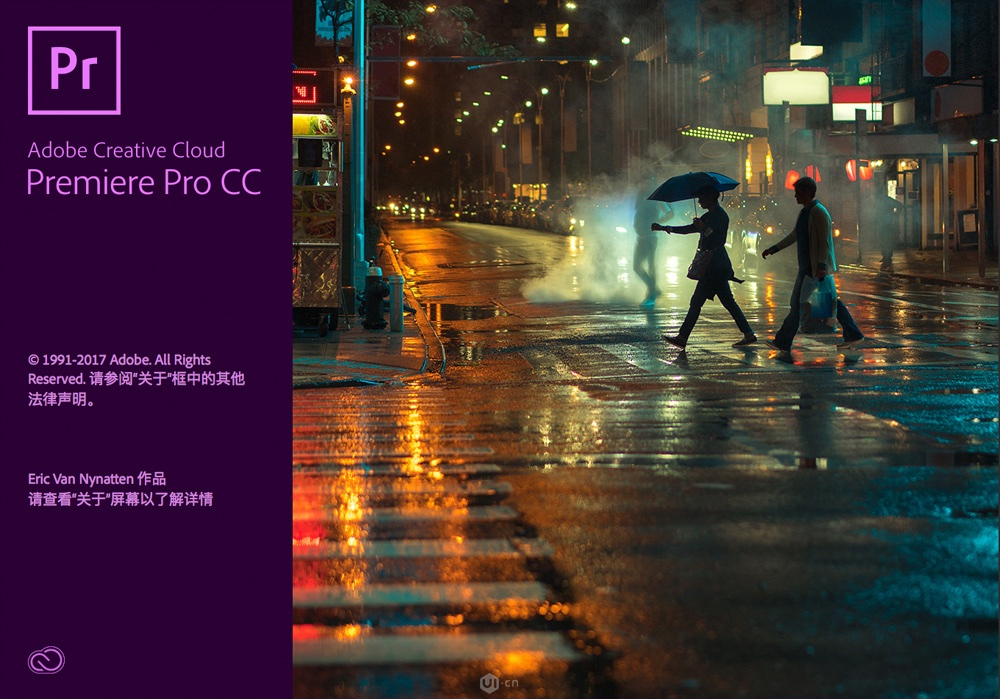 Pr
Adobe Creative Cloud
Premiere Pro CC
© 1991-2017 Adobe. All Rights
Reserved. 请参阅“关于”框中的其他
法律声明。
Eric Van Nynatten 作品
请查看“关于”屏幕以了解详情
UI·cn